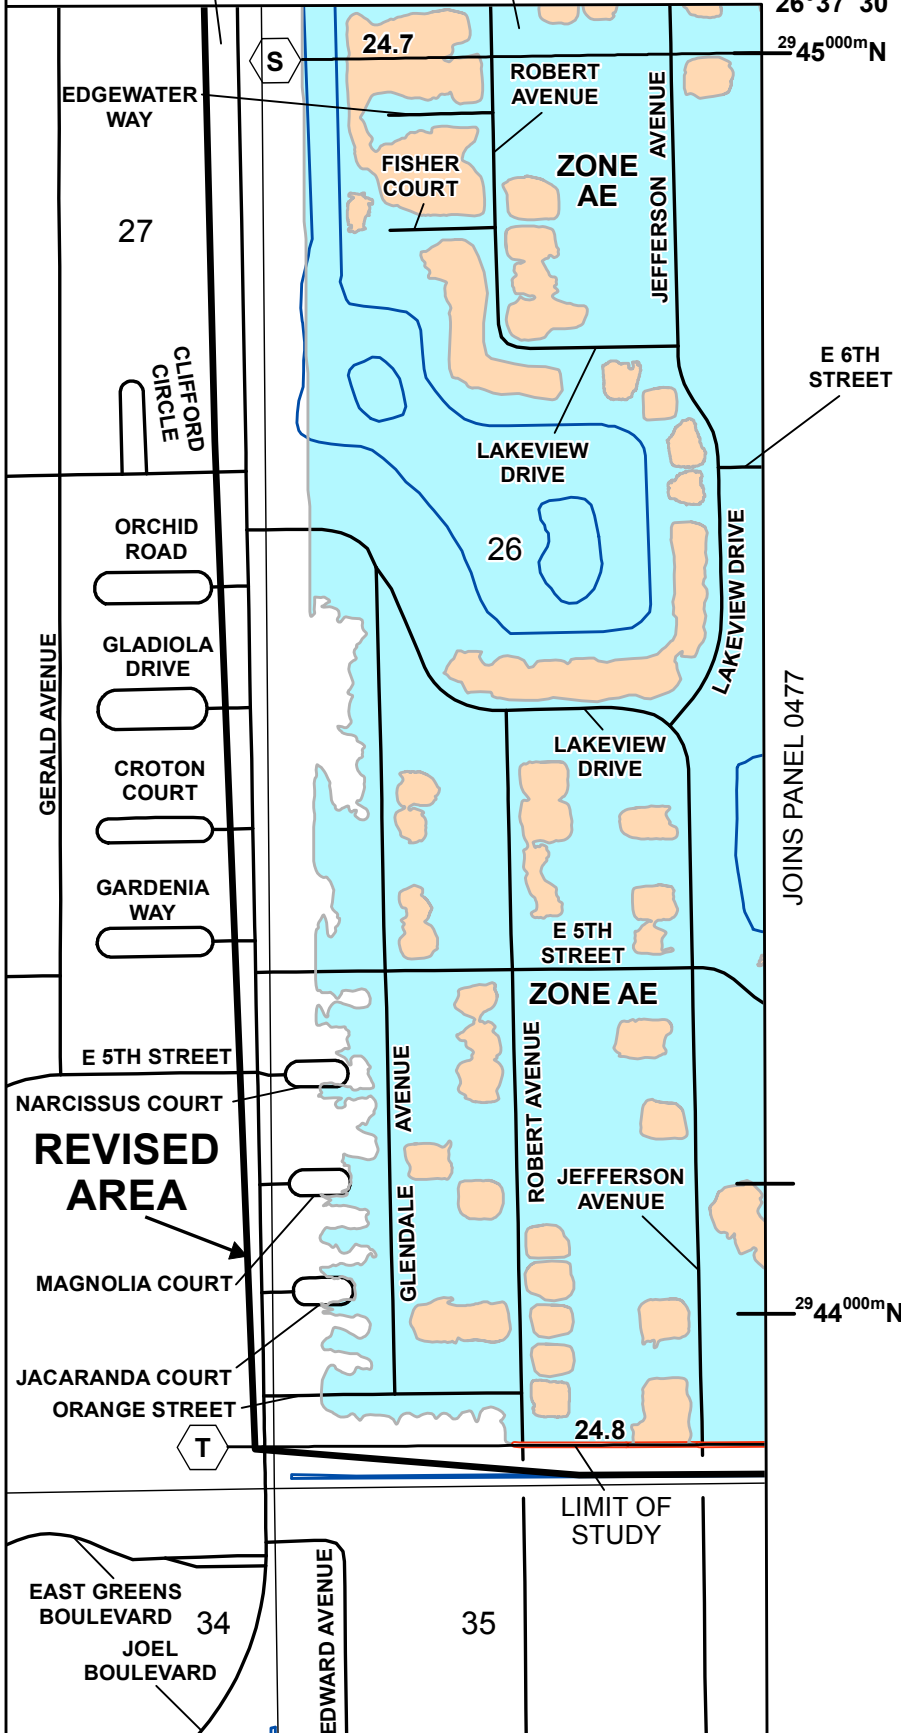 26°37'30
24.7
29 45 000m N
S
EDGEWATER
WAY
ROBERT
AVENUE
JEFFERSON AVENUE
FISHER
COURT
ZONE
AE
27
CLIFFORD
CIRCLE
E 6TH
STREET
LAKEVIEW
DRIVE
ORCHID
ROAD
26
LAKEVIEW DRIVE
GERALD AVENUE
GLADIOLA
DRIVE
JOINS PANEL 0477
LAKEVIEW
DRIVE
CROTON
COURT
GARDENIA
WAY
E 5TH
STREET
ZONE AE
E 5TH STREET
NARCISSUS COURT
GLENDALE AVENUE
ROBERT AVENUE
REVISED
AREA
JEFFERSON
AVENUE
MAGNOLIA COURT
29 44 000m N
JACARANDA COURT
ORANGE STREET
24.8
T
LIMIT OF
STUDY
EAST GREENS
BOULEVARD
34
35
JOEL
BOULEVARD
EDWARD AVENUE